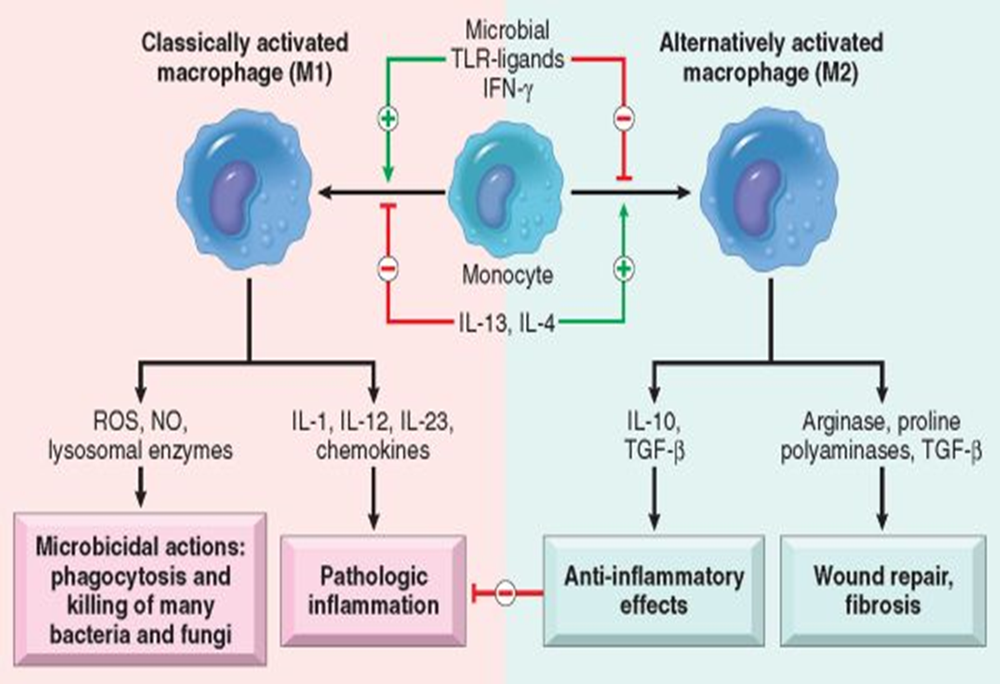 Classically activated
macrophage (M1)
Microbial
TLR-ligands
IFN-γ
Alternatively activated
macrophage (M2)
+
−
Monocyte
−
+
IL-13, IL-4
ROS, NO,
lysosomal enzymes
IL-1, IL-12, IL-23,
chemokines
IL-10,
TGF-β
Arginase, proline
polyaminases, TGF-β
Microbicidal actions:
phagocytosis and
killing of many
bacteria and fungi
Pathologic
inflammation
−
Anti-inflammatory
effects
Wound repair,
fibrosis